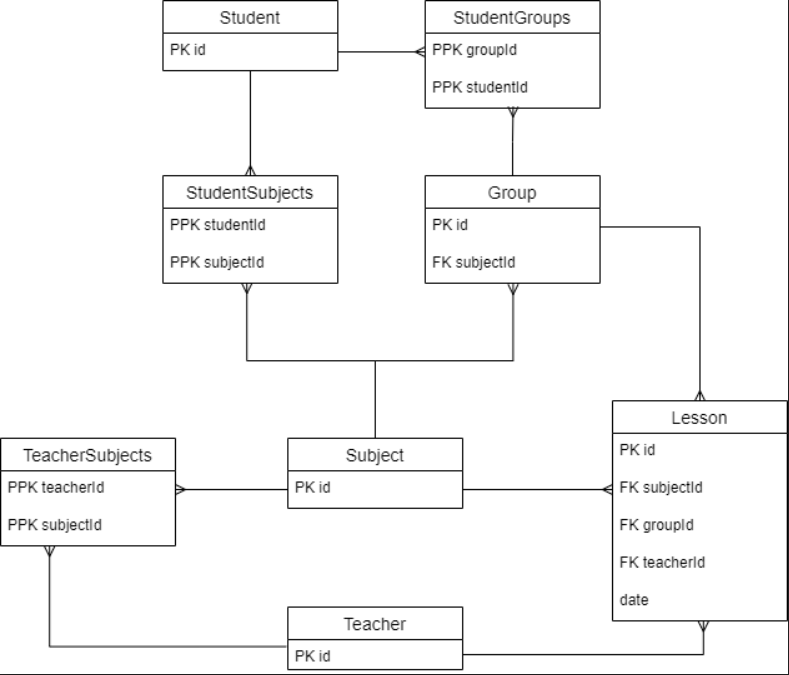 Student
PK id
StudentGroups
PPK groupId
PPK studentId
StudentSubjects
PPK studentId
PPK subjectId
Group
PK id
FK subjectId
Lesson
PK id
FK subjectId
FK groupId
FK teacherId
date
TeacherSubjects
PPK teacherId
PPK subjectId
Subject
PK id
Teacher
PK id